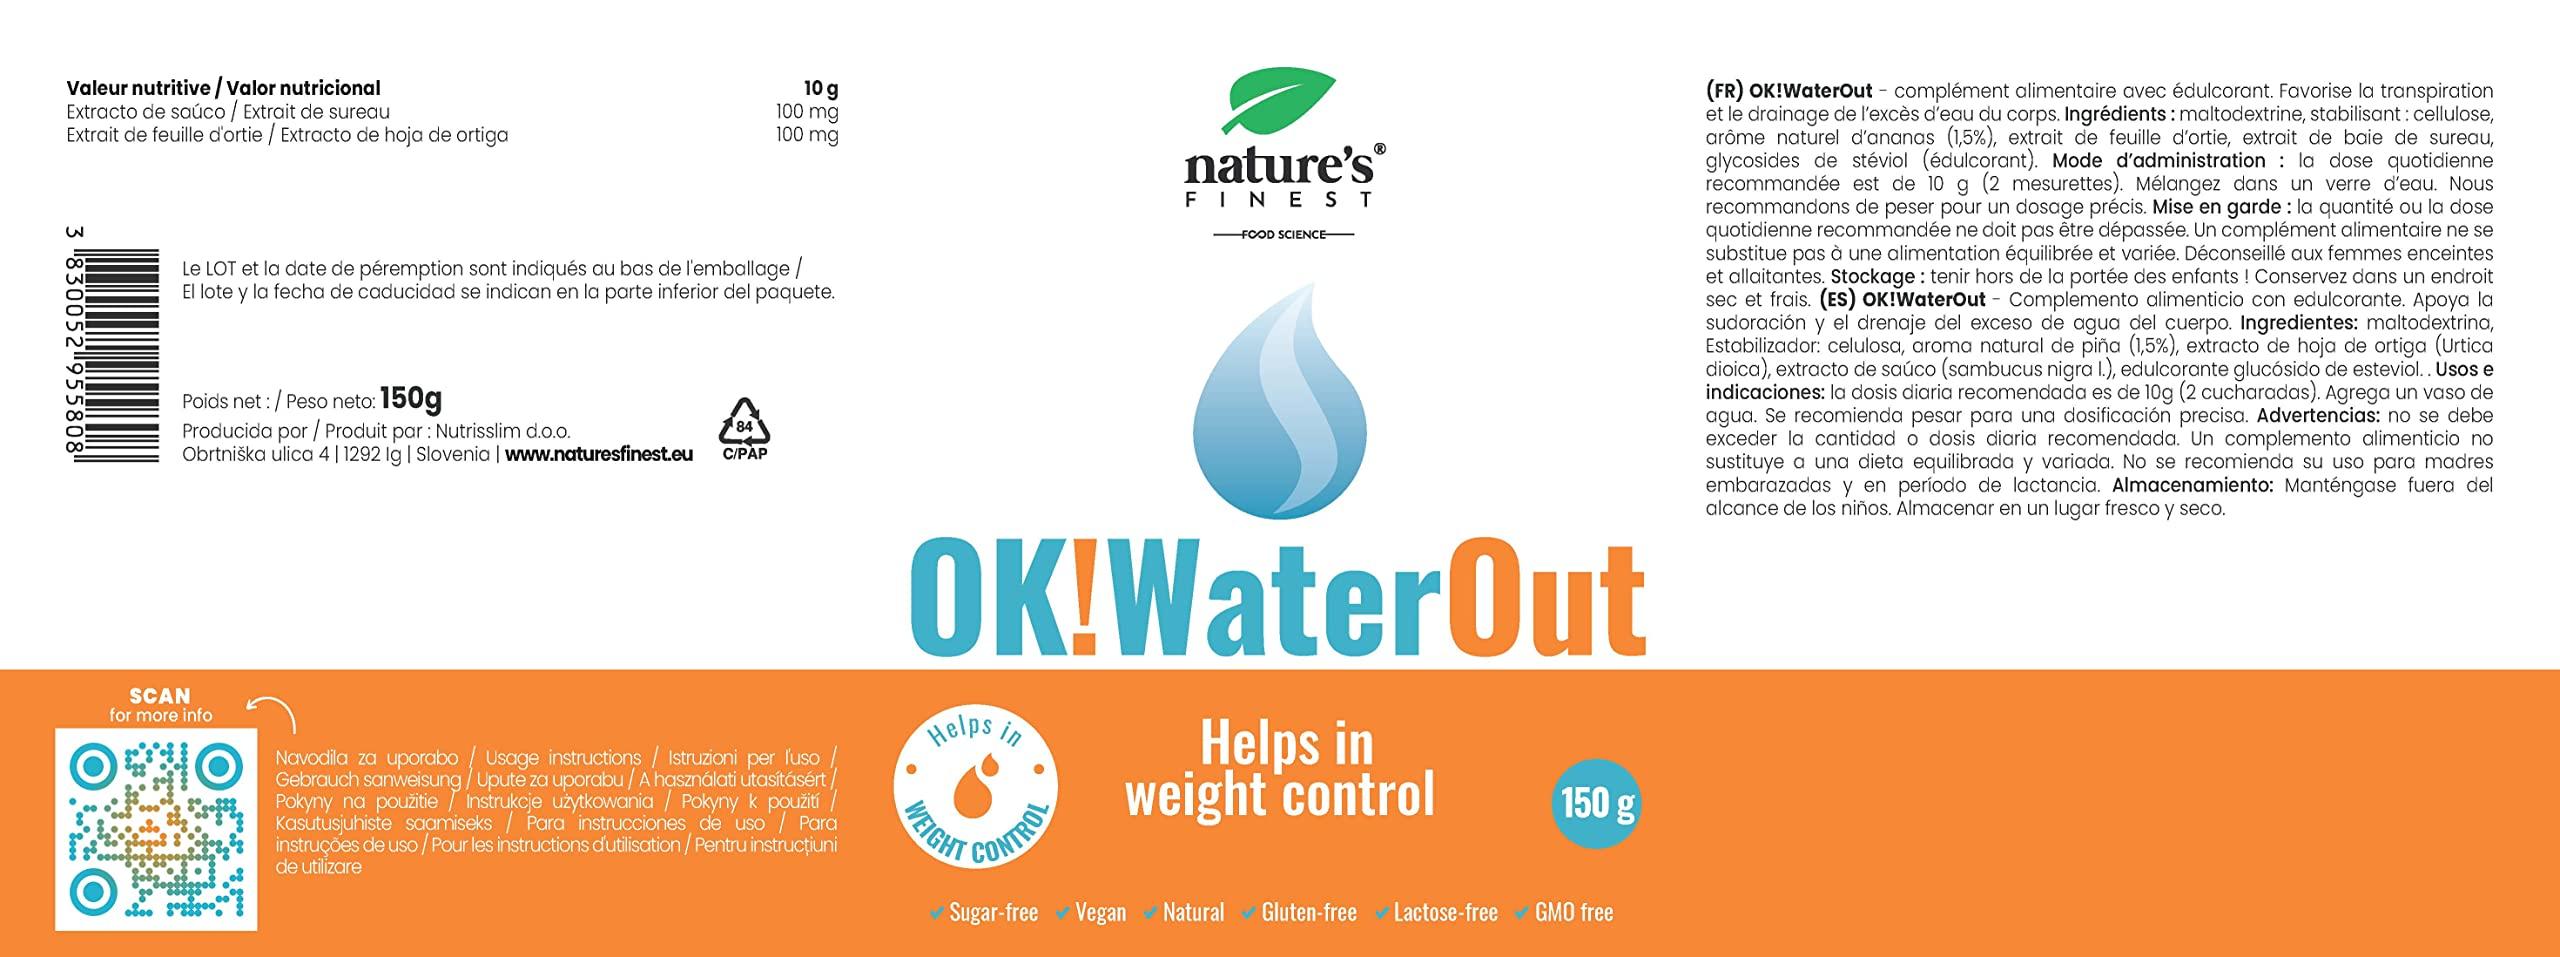 Valeur nutritive / Valor nutricional 10 g
Extracto de saúco / Extrait de sureau 100 mg
Extrait de feuille d'ortie / Extracto de hoja de ortiga 100 mg
3 830052 955808
Le LOT et la date de péremption sont indiqués au bas de l'emballage /
El lote y la fecha de caducidad se indican en la parte inferior del paquete.
Poids net : / Peso neto: 150g
Producida por / Produit par : Nutrisslim d.o.o.
Obrtniška ulica 4 | 1292 Ig | Slovenia | www.naturesfinest.eu
84
C/PAP
SCAN
for more info
Navodila za uporabo / Usage instructions / Istruzioni per l'uso /
Gebrauch sanweisung / Upute za uporabu / A használati utasításért /
Pokyny na použitie / Instrukcje użytkowania / Pokyny k použití /
Kasutusjuhiste saamiseks / Para instrucciones de uso / Para
instruções de uso / Pour les instructions d'utilisation / Pentru instrucțiuni
de utilizare
nature's®
FINEST
FOOD SCIENCE
OK!WaterOut
Helps in
WEIGHT CONTROL
Helps in
weight control
150 g
Sugar-free Vegan Natural Gluten-free Lactose-free GMO free
(FR) OK!WaterOut - complément alimentaire avec édulcorant. Favorise la transpiration
et le drainage de l'excès d'eau du corps. Ingrédients : maltodextrine, stabilisant : cellulose,
arôme naturel d'ananas (1,5%), extrait de feuille d'ortie, extrait de baie de sureau,
glycosides de stéviol (édulcorant). Mode d'administration : la dose quotidienne
recommandée est de 10 g (2 mesurettes). Mélangez dans un verre d'eau. Nous
recommandons de peser pour un dosage précis. Mise en garde : la quantité ou la dose
quotidienne recommandée ne doit pas être dépassée. Un complément alimentaire ne se
substitue pas à une alimentation équilibrée et variée. Déconseillé aux femmes enceintes
et allaitantes. Stockage : tenir hors de la portée des enfants ! Conservez dans un endroit
sec et frais. (ES) OK!WaterOut - Complemento alimenticio con edulcorante. Apoya la
sudoración y el drenaje del exceso de agua del cuerpo. Ingredientes: maltodextrina,
Estabilizador: celulosa, aroma natural de piña (1,5%), extracto de hoja de ortiga (Urtica
dioica), extracto de saúco (sambucus nigra l.), edulcorante glucósido de esteviol. . Usos e
indicaciones: la dosis diaria recomendada es de 10g (2 cucharadas). Agrega un vaso de
agua. Se recomienda pesar para una dosificación precisa. Advertencias: no se debe
exceder la cantidad o dosis diaria recomendada. Un complemento alimenticio no
sustituye a una dieta equilibrada y variada. No se recomienda su uso para madres
embarazadas y en período de lactancia. Almacenamiento: Manténgase fuera del
alcance de los niños. Almacenar en un lugar fresco y seco.